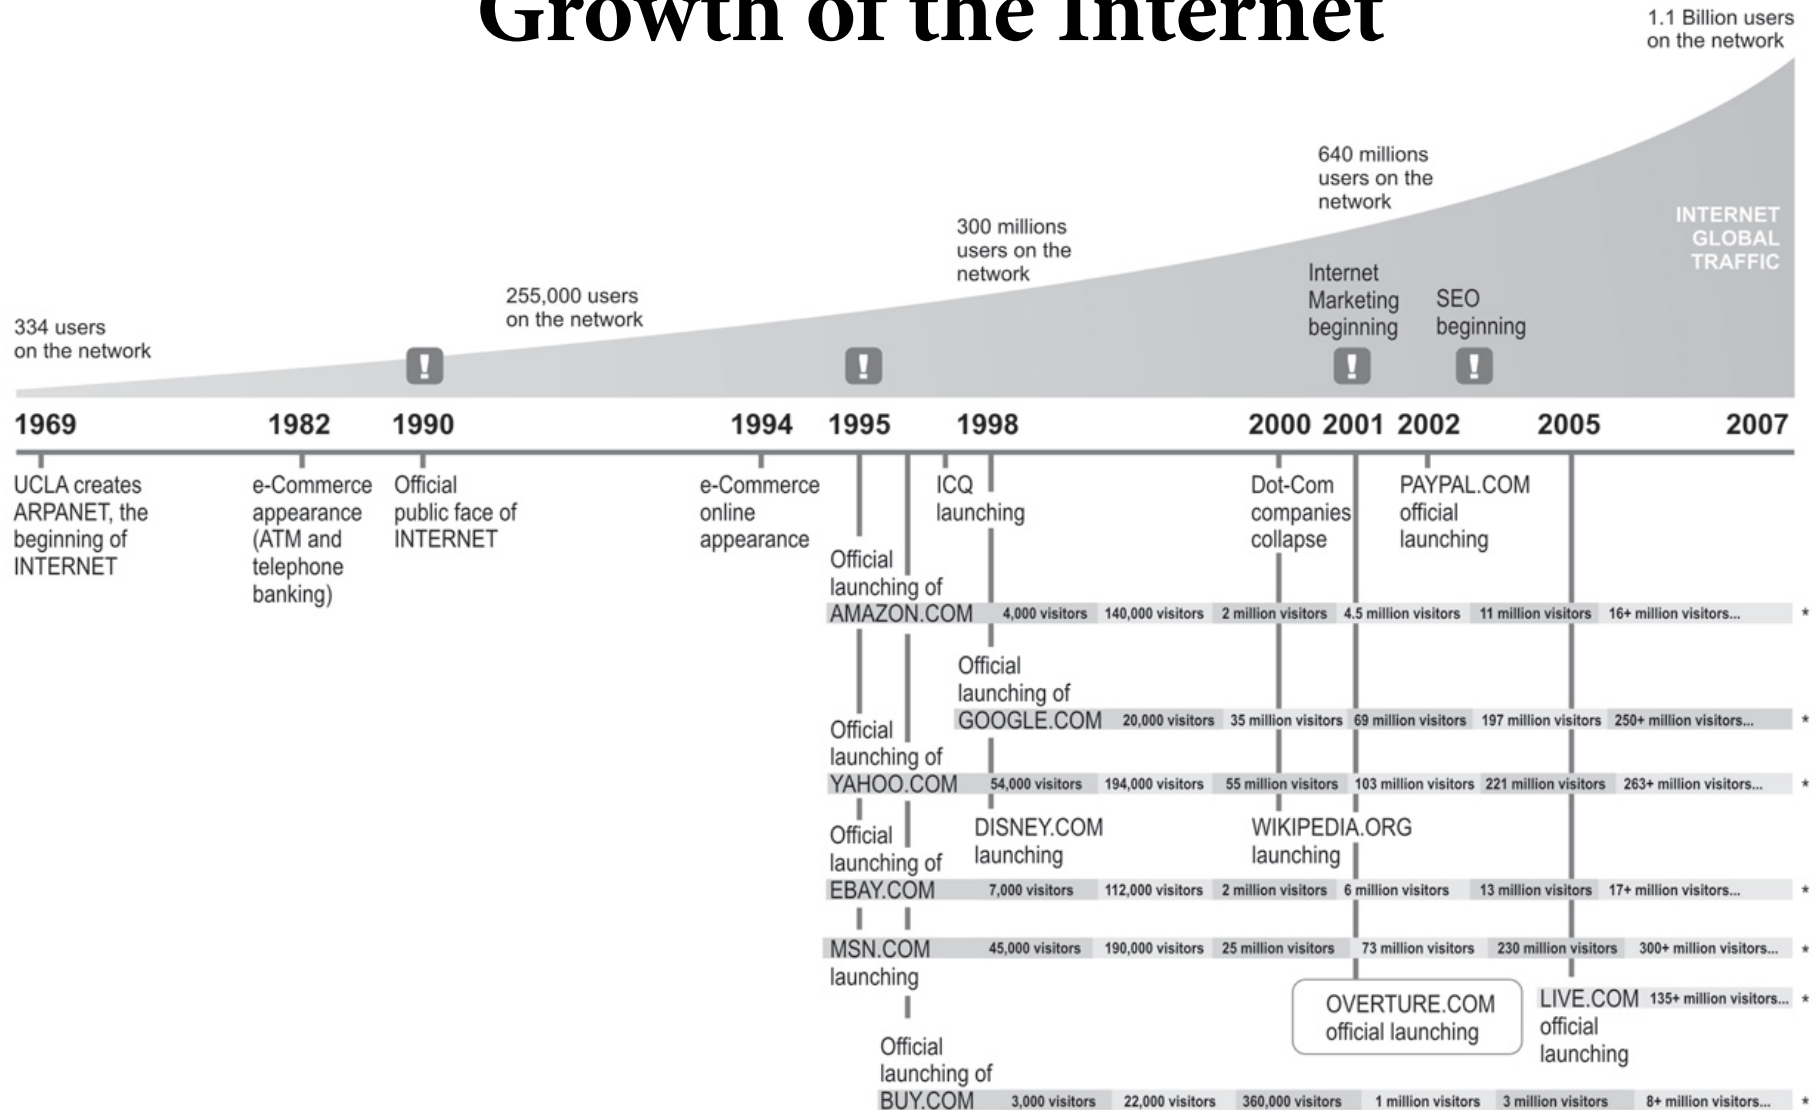 Growth of the Internet
1.1 Billion users
on the network
640 millions
users on the
network
300 millions
users on the
network
255,000 users
on the network
334 users
on the network
INTERNET
GLOBAL
TRAFFIC
Internet
Marketing
beginning
SEO
beginning
!
!
!
!
1969
1982
1990
1994
1995
1998
2000
2001
2002
2005
2007
UCLA creates
ARPANET, the
beginning of
INTERNET
e-Commerce
appearance
(ATM and
telephone
banking)
Official
public face of
INTERNET
e-Commerce
online
appearance
ICQ
launching
Dot-Com
companies
collapse
PAYPAL.COM
official
launching
Official
launching of
AMAZON.COM 4,000 visitors 140,000 visitors 2 million visitors 4.5 million visitors 11 million visitors 16+ million visitors... *
Official
launching of
GOOGLE.COM 20,000 visitors 35 million visitors 69 million visitors 197 million visitors 250+ million visitors... *
Official
launching of
YAHOO.COM 54,000 visitors 194,000 visitors 55 million visitors 103 million visitors 221 million visitors 263+ million visitors... *
DISNEY.COM
launching
WIKIPEDIA.ORG
launching
Official
launching of
EBAY.COM 7,000 visitors 112,000 visitors 2 million visitors 6 million visitors 13 million visitors 17+ million visitors... *
MSN.COM 45,000 visitors 190,000 visitors 25 million visitors 73 million visitors 230 million visitors 300+ million visitors... *
launching
OVERTURE.COM
official launching
LIVE.COM 135+ million visitors... *
official
launching
Official
launching of
BUY.COM 3,000 visitors 22,000 visitors 360,000 visitors 1 million visitors 3 million visitors 8+ million visitors... *